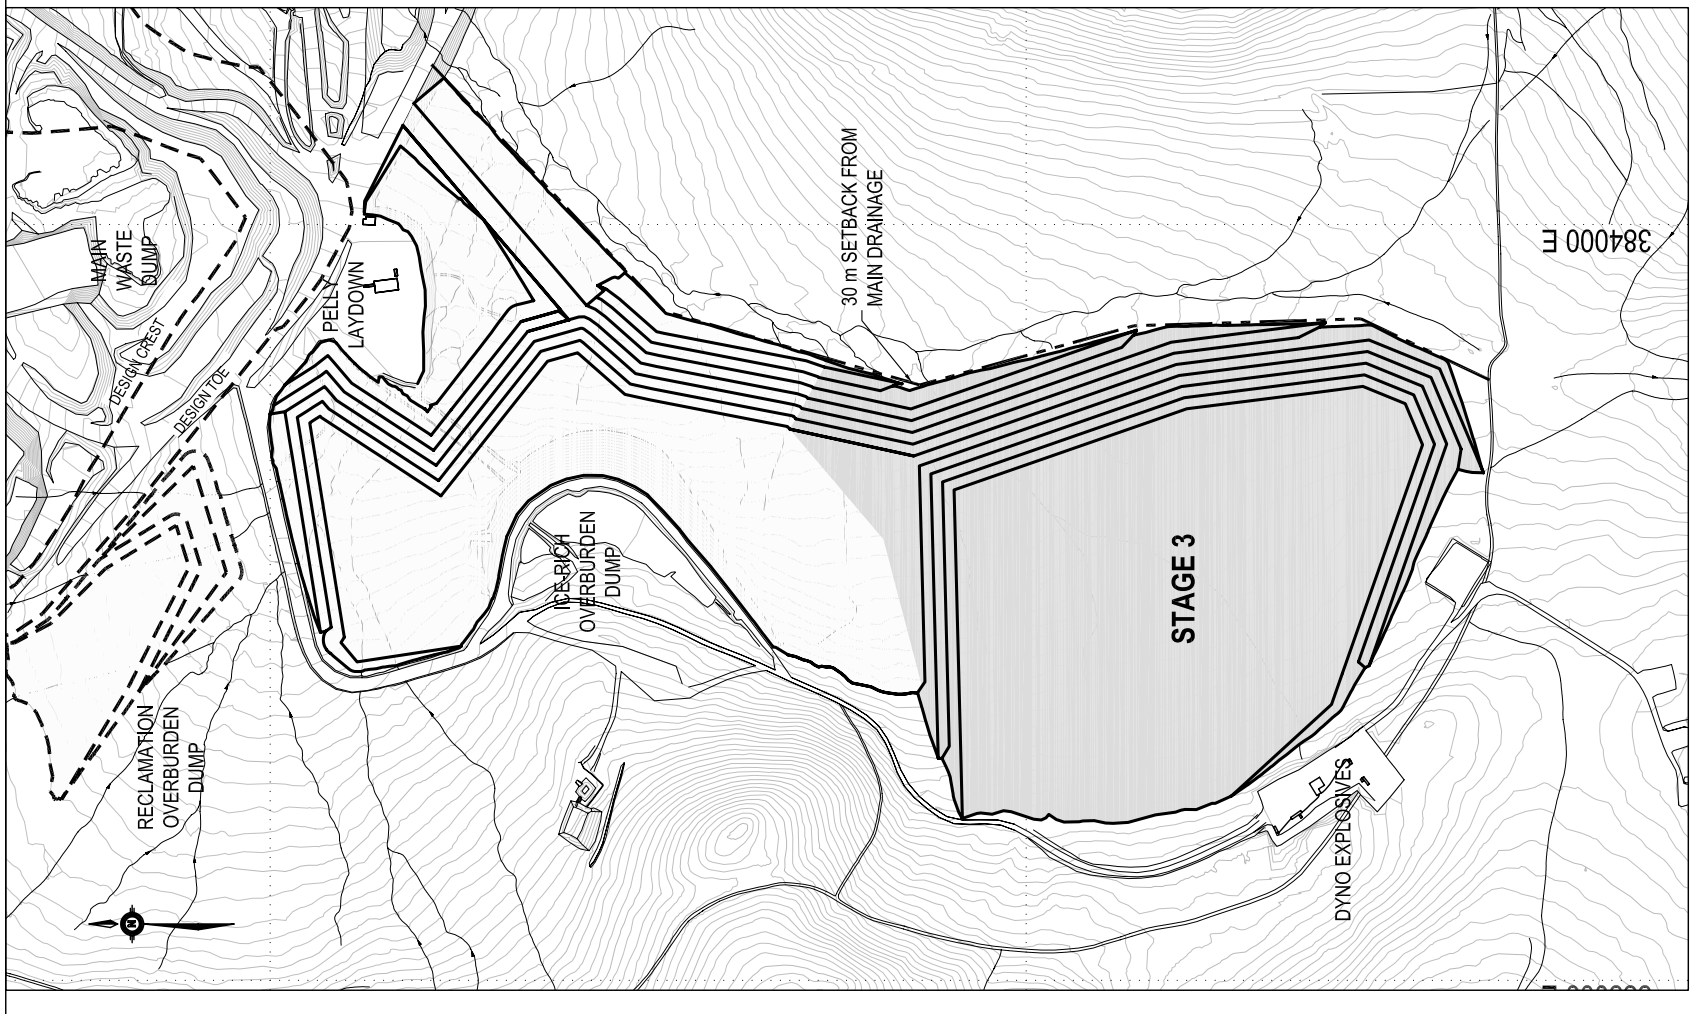 MAIN
WASTE
DUMP
DESIGN CREST
DESIGN TOE
PELLY
LAYDOWN
30 m SETBACK FROM
MAIN DRAINAGE
384000 E
ICE-RICH
OVERBURDEN
DUMP
STAGE 3
RECLAMATION
OVERBURDEN
DUMP
DYNO EXPLOSIVES
N